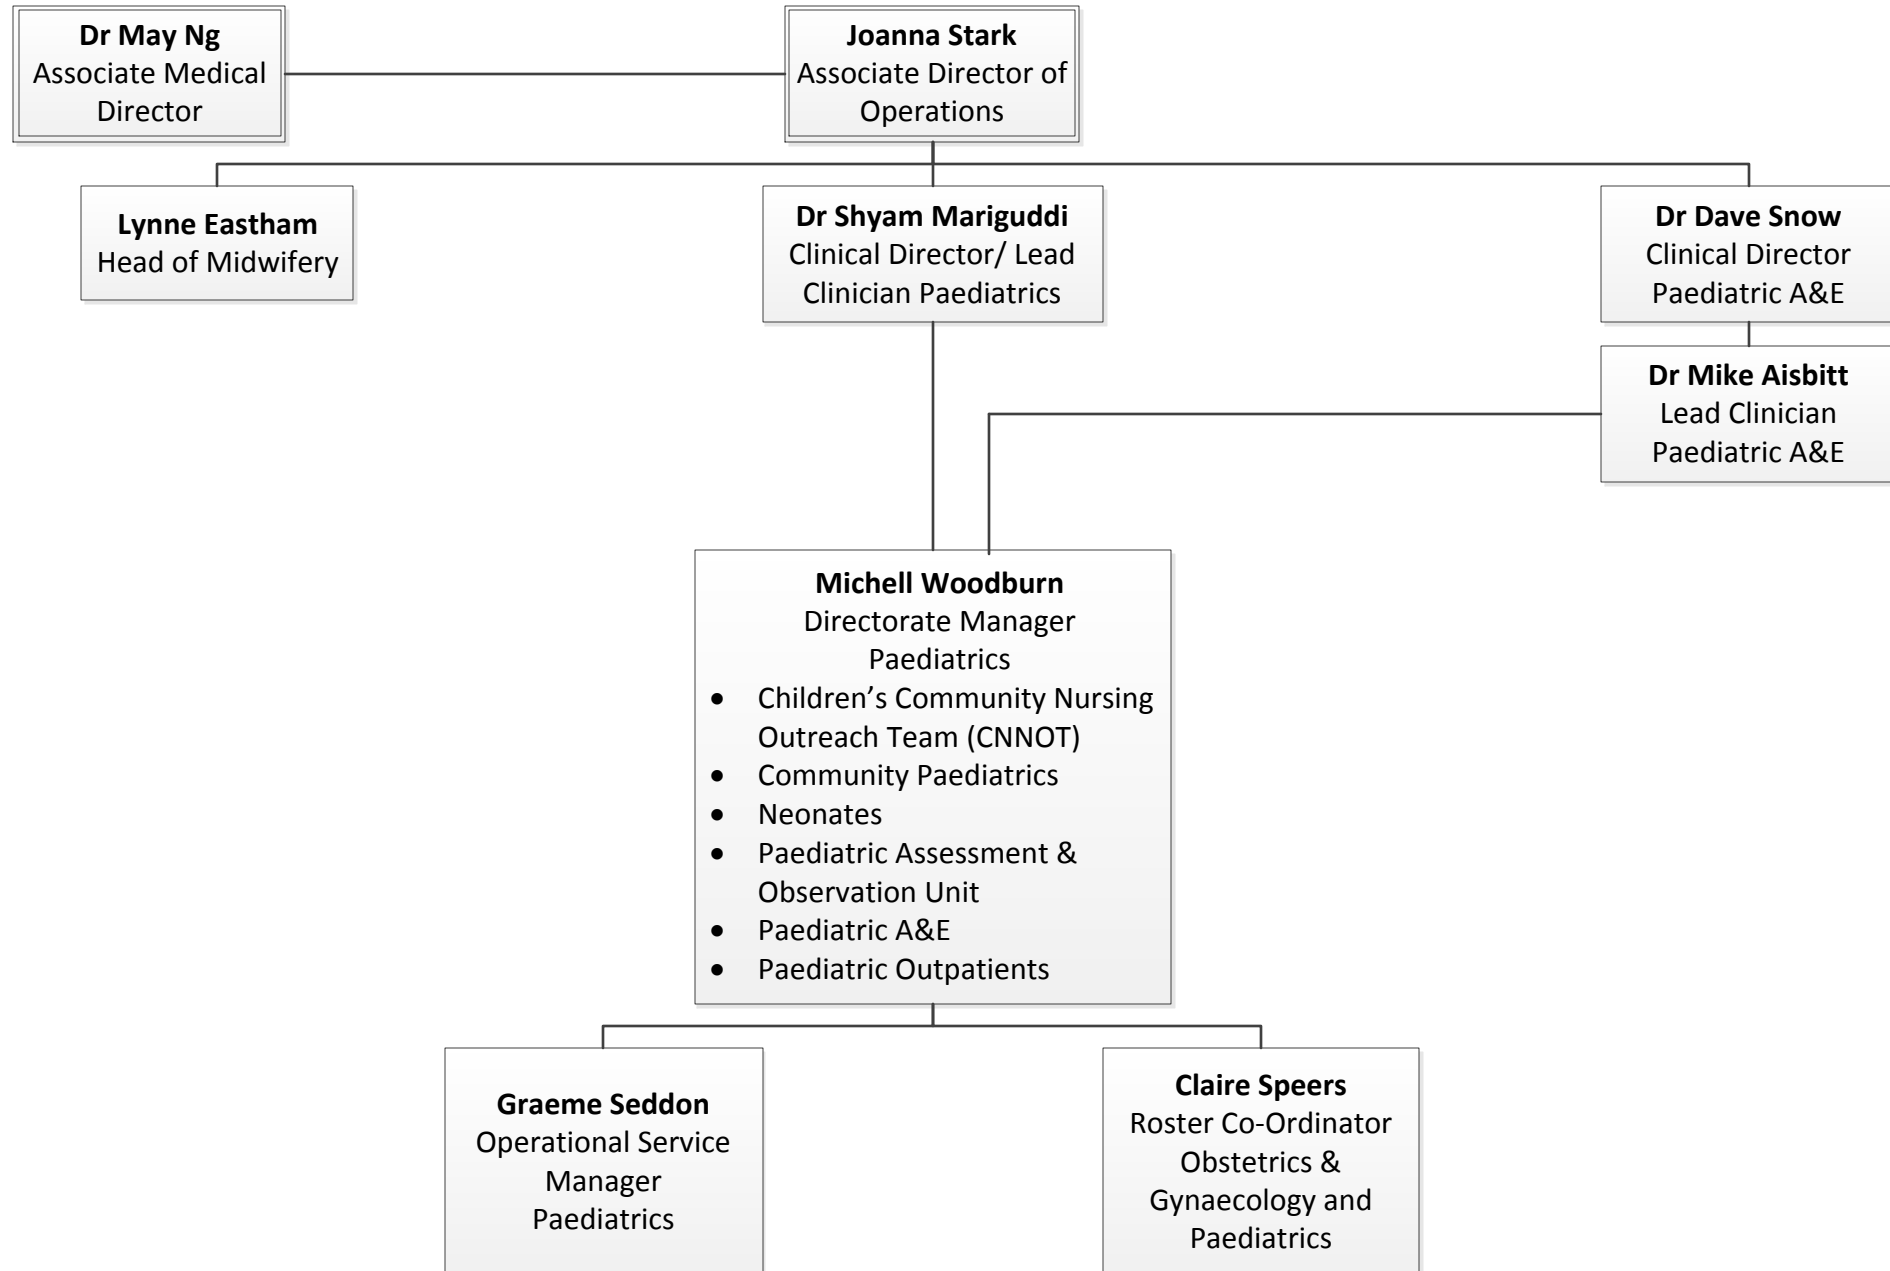 Dr May Ng
Associate Medical
Director
Joanna Stark
Associate Director of
Operations
Lynne Eastham
Head of Midwifery
Dr Shyam Mariguddi
Clinical Director/ Lead
Clinician Paediatrics
Dr Dave Snow
Clinical Director
Paediatric A&E
Dr Mike Aisbitt
Lead Clinician
Paediatric A&E
Michell Woodburn
Directorate Manager
Paediatrics
• Children’s Community Nursing
Outreach Team (CNNOT)
• Community Paediatrics
• Neonates
• Paediatric Assessment &
Observation Unit
• Paediatric A&E
• Paediatric Outpatients
Graeme Seddon
Operational Service
Manager
Paediatrics
Claire Speers
Roster Co-Ordinator
Obstetrics &
Gynaecology and
Paediatrics